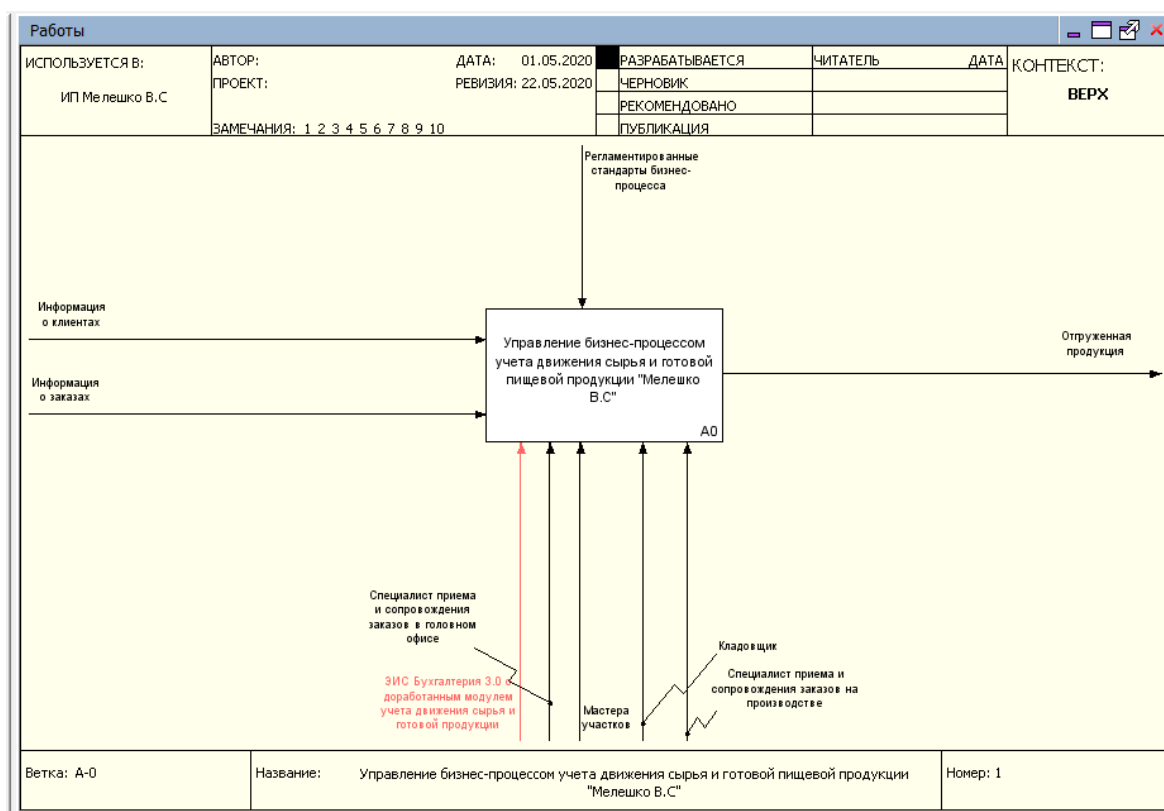 Работы
ИСПОЛЬЗУЕТСЯ В:
ИП Мелешко В.С
АВТОР:
ДАТА: 01.05.2020
ПРОЕКТ:
РЕВИЗИЯ: 22.05.2020
ЗАМЕЧАНИЯ: 1 2 3 4 5 6 7 8 9 10
РАЗРАБАТЫВАЕТСЯ
ЧЕРНОВИК
РЕКОМЕНДОВАНО
ПУБЛИКАЦИЯ
ЧИТАТЕЛЬ
ДАТА
КОНТЕКСТ:
ВЕРХ
Регламентированные
стандарты бизнес-
процесса
Информация
о клиентах
Информация
о заказах
Управление бизнес-процессом
учета движения сырья и готовой
пищевой продукции "Мелешко
В.С"
A0
Отгруженная
продукция
Специалист приема
и сопровождения
заказов в головном
офисе
ЭИС Бухгалтерия 3.0 с
доработанным модулем
учета движения сырья и
готовой продукции
Мастера
участков
Кладовщик
Специалист приема и
сопровождения заказов на
производстве
Ветка: A-0
Название:
Управление бизнес-процессом учета движения сырья и готовой пищевой продукции
"Мелешко В.С"
Номер: 1